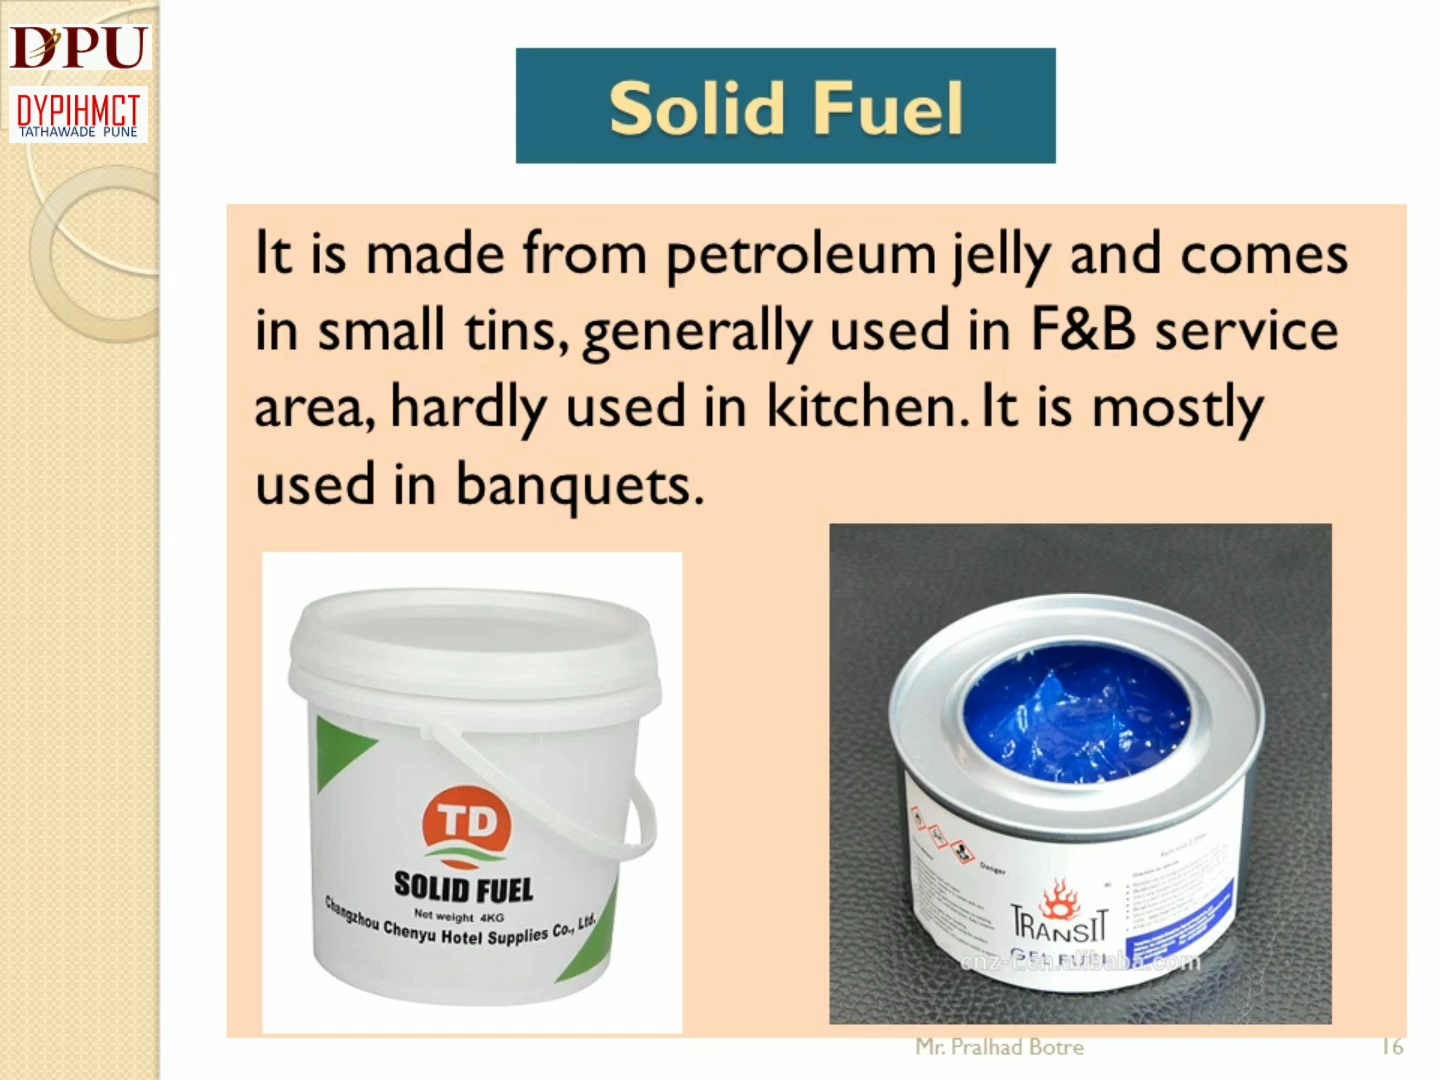 DPU
DYPIHMCT
TATHAWADE PUNE
Solid Fuel
It is made from petroleum jelly and comes
in small tins, generally used in F&B service
area, hardly used in kitchen. It is mostly
used in banquets.
TD
SOLID FUEL
Net weight 4KG
Changzhou Chenyu Hotel Supplies Co., Ltd.
Danger
TRANSIT
GEL FUEL
Mr. Pralhad Botre
16